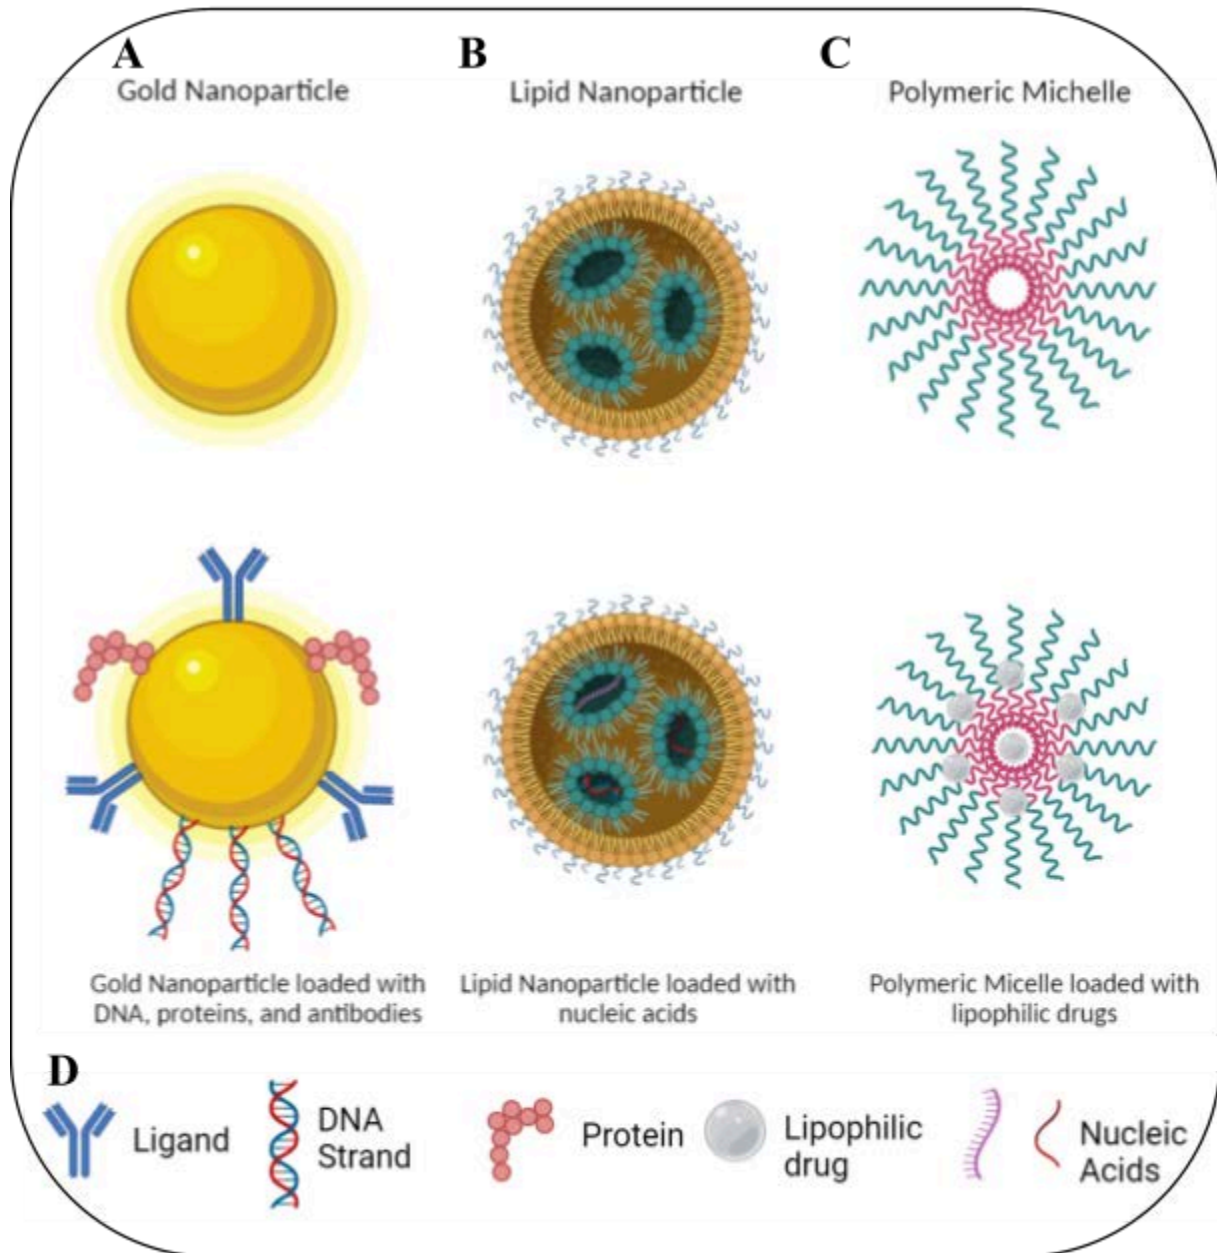 A
Gold Nanoparticle
B
Lipid Nanoparticle
C
Polymeric Michelle
Gold Nanoparticle loaded with
DNA, proteins, and antibodies
Lipid Nanoparticle loaded with
nucleic acids
Polymeric Micelle loaded with
lipophilic drugs
D
Ligand
DNA
Strand
Protein
Lipophilic
drug
Nucleic
Acids